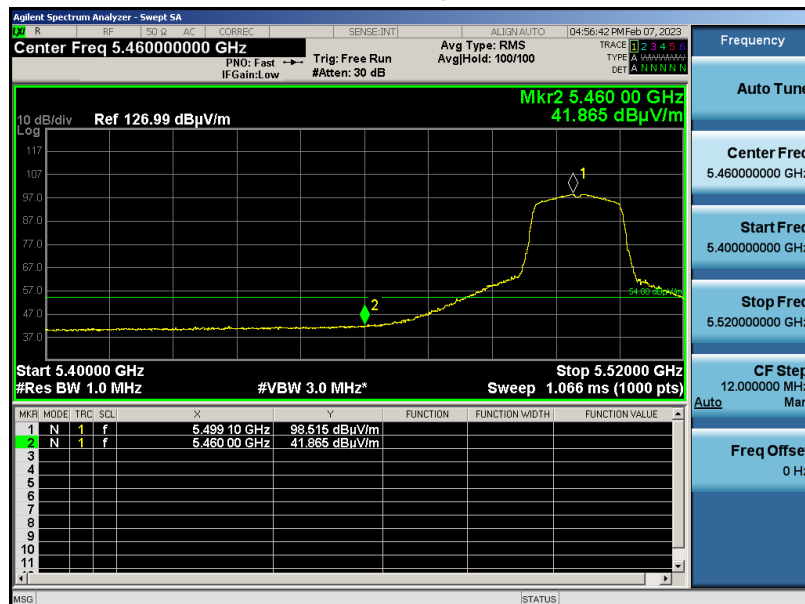 Agilent Spectrum Analyzer - Swept SA
LXI R RF 50 Ω AC CORREC SENSE:INT ALIGN AUTO 04:56:42 PM Feb 07, 2023
Center Freq 5.460000000 GHz
PNO: Fast
IFGain:Low
Trig: Free Run
#Atten: 30 dB
Avg Type: RMS
Avg|Hold: 100/100
TRACE 1 2 3 4 5 6
TYPE A WWWWW
DET A N N N N N
Mkr2 5.460 00 GHz
41.865 dBµV/m
10 dB/div Ref 126.99 dBµV/m
Log
117
107
97.0
87.0
77.0
67.0
57.0
47.0
37.0
1
2
54.00 dBµV/m
Start 5.40000 GHz Stop 5.52000 GHz
#Res BW 1.0 MHz #VBW 3.0 MHz* Sweep 1.066 ms (1000 pts)
MKR MODE TRC SCL X Y FUNCTION FUNCTION WIDTH FUNCTION VALUE
1 N 1 f 5.499 10 GHz 98.515 dBµV/m
2 N 1 f 5.460 00 GHz 41.865 dBµV/m
3
4
5
6
7
8
9
10
11
MSG STATUS
Frequency
Auto Tune
Center Freq
5.460000000 GHz
Start Freq
5.400000000 GHz
Stop Freq
5.520000000 GHz
CF Step
12.000000 MHz
Auto Man
Freq Offset
0 Hz